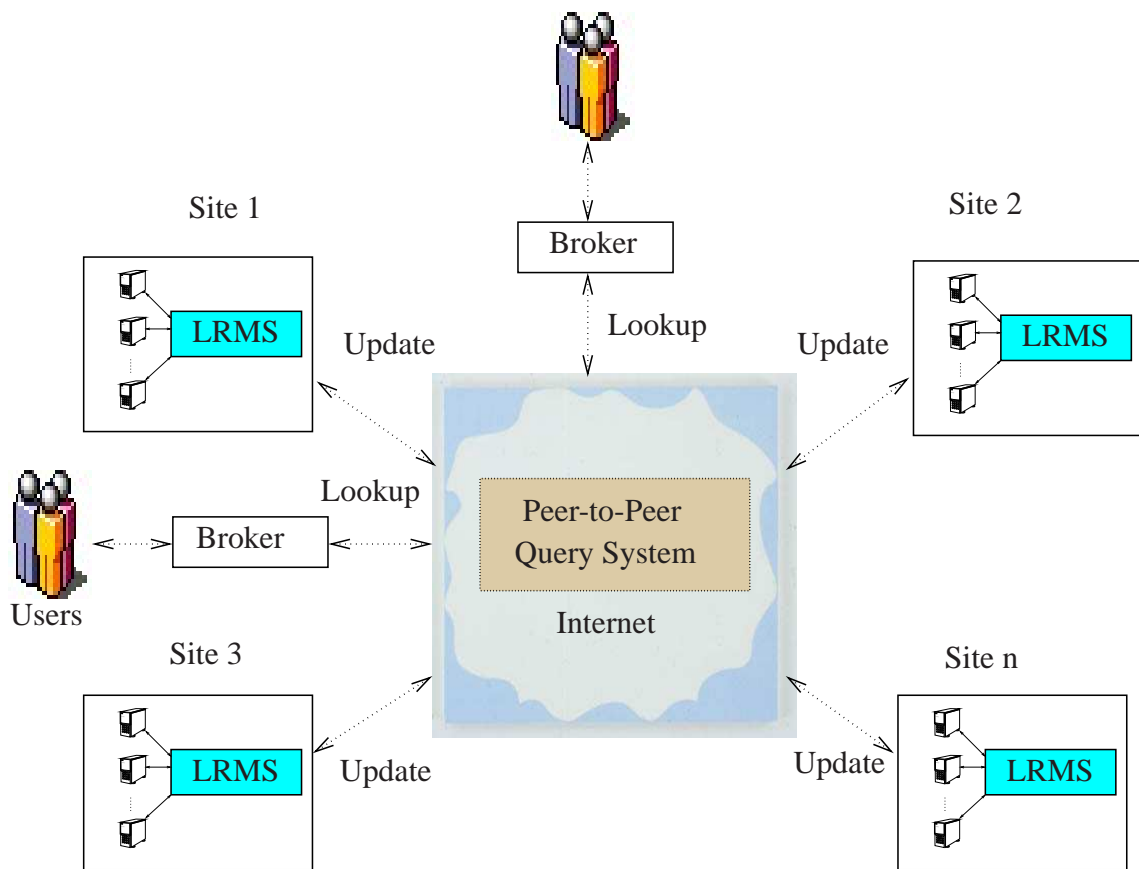 Site 1
Site 2
Broker
LRMS
Update
Lookup
Update
LRMS
Lookup
Broker
Peer-to-Peer
Query System
Users
Internet
Site 3
Site n
LRMS
Update
Update
LRMS